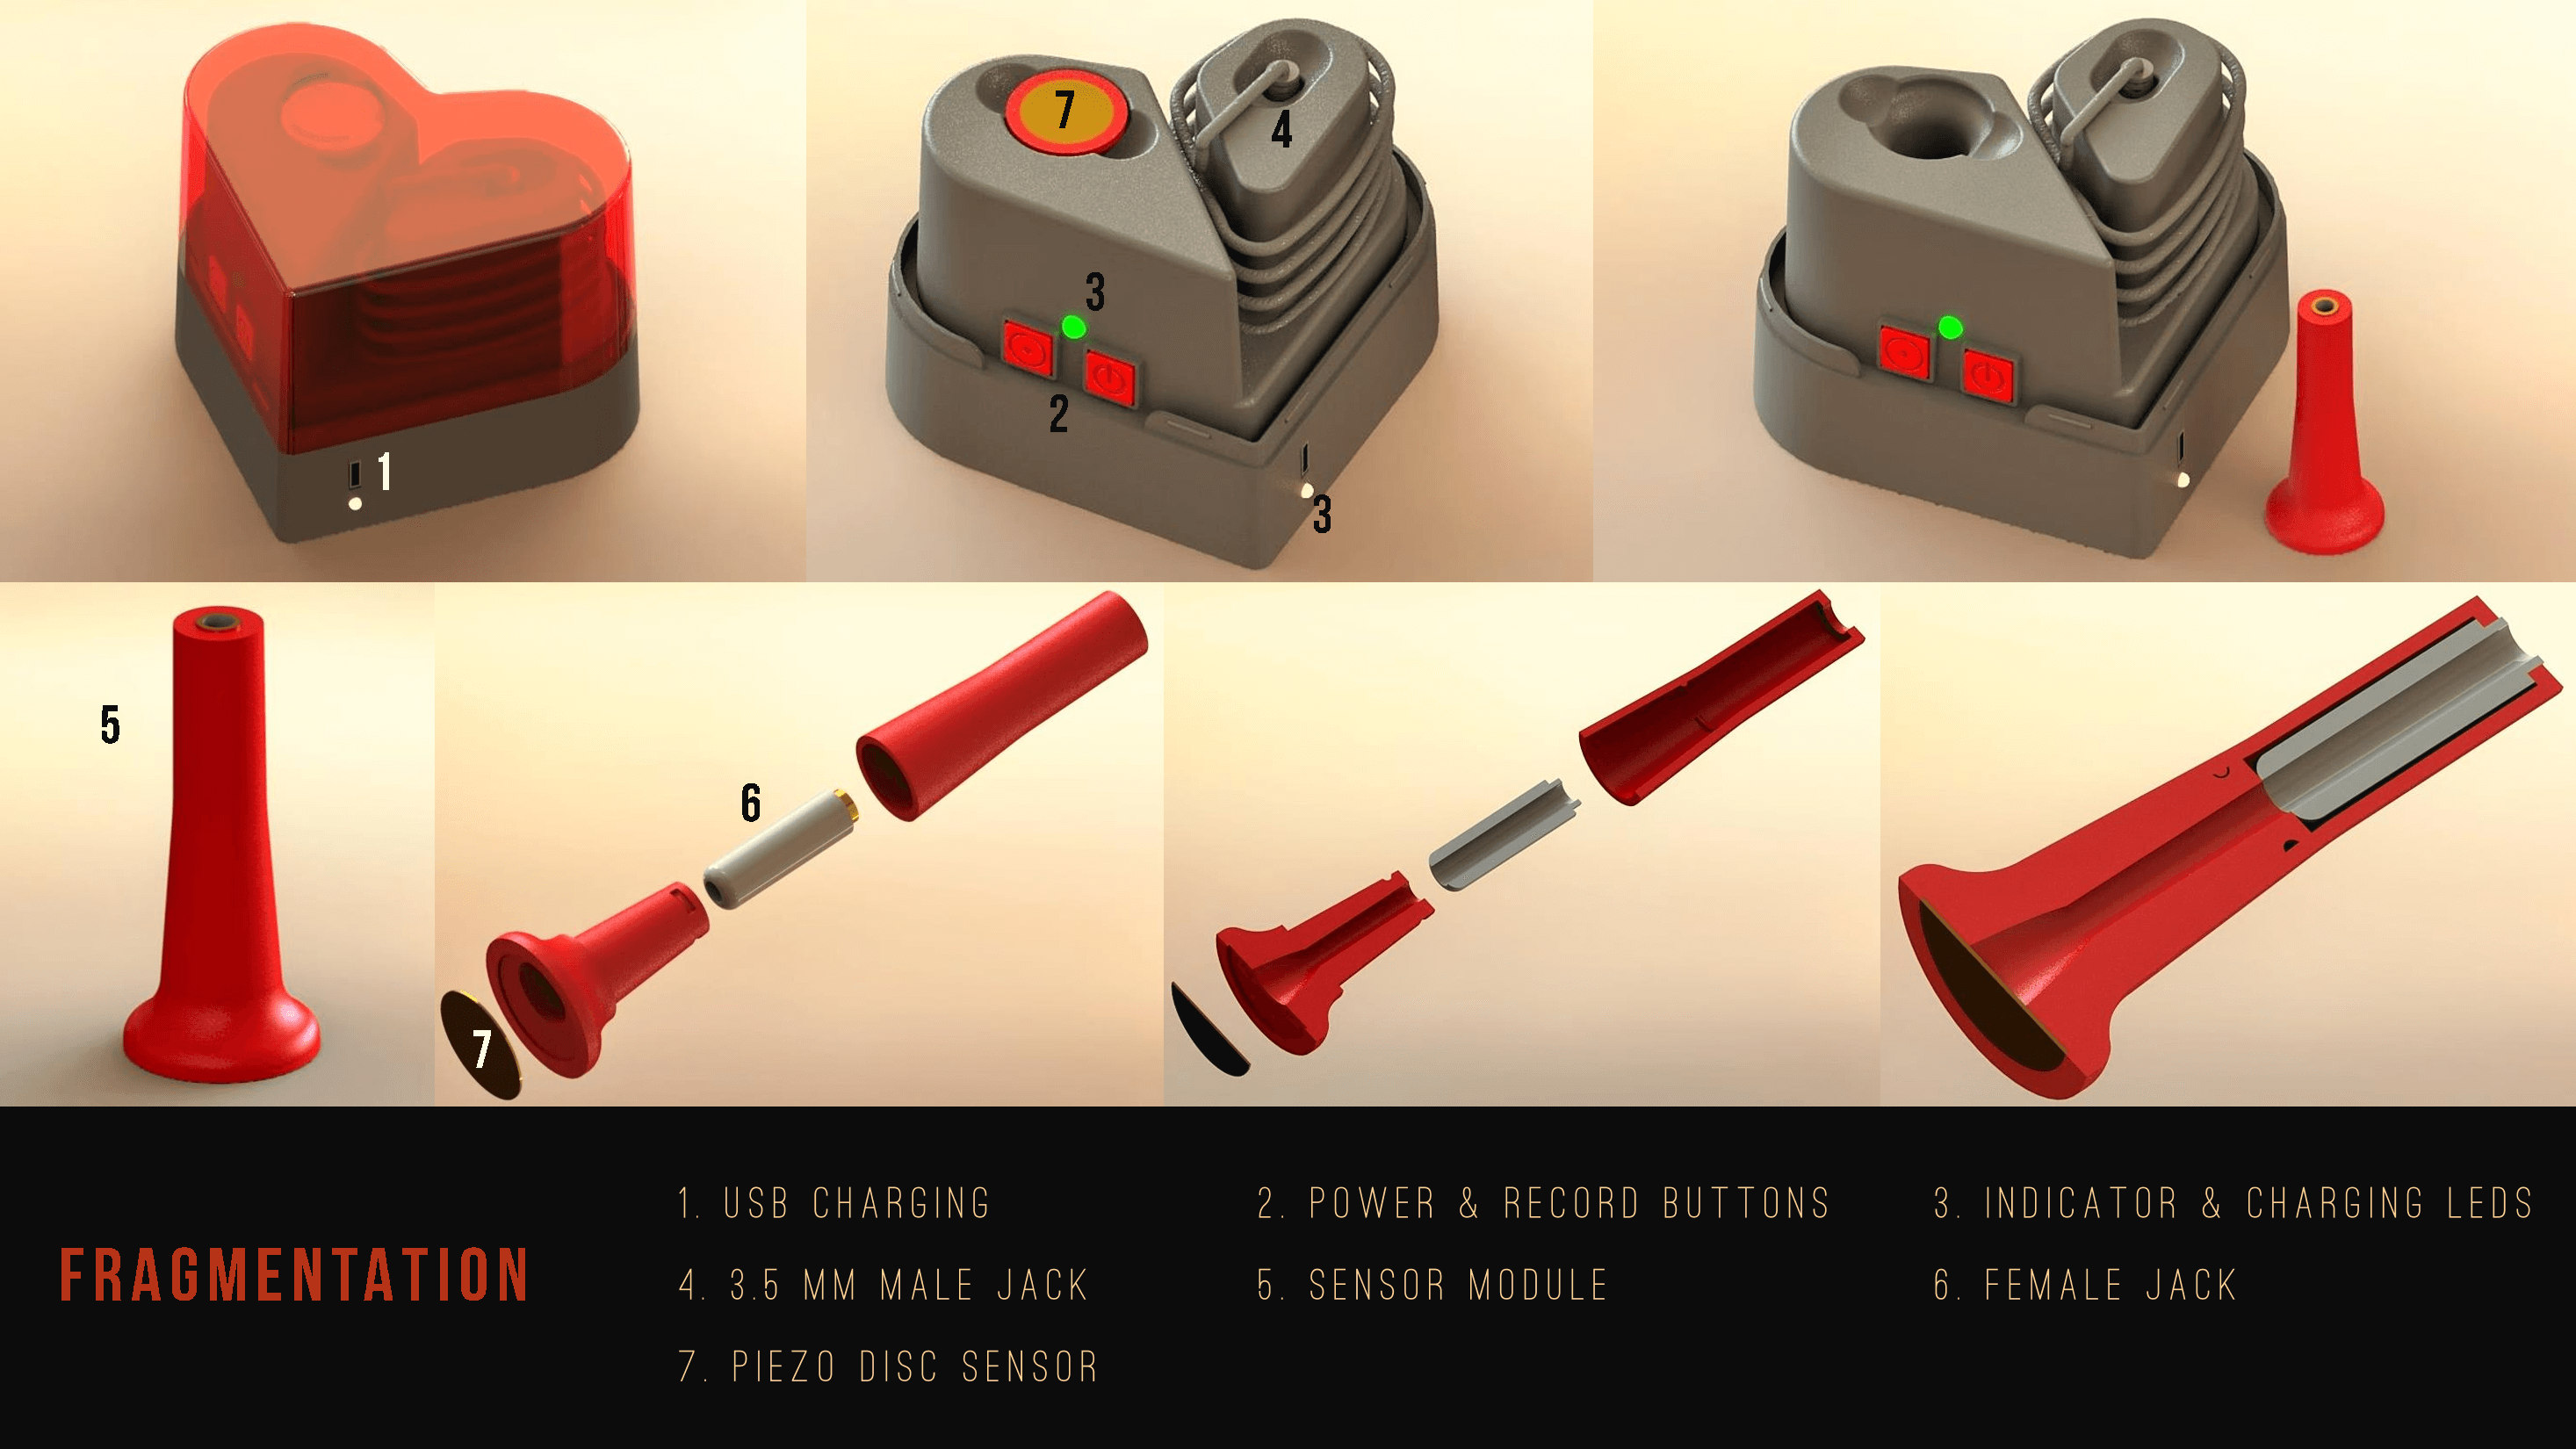 7
4
3
2
1
3
5
6
7
FRAGMENTATION
1. USB CHARGING
2. POWER & RECORD BUTTONS
3. INDICATOR & CHARGING LEDS
4. 3.5 MM MALE JACK
5. SENSOR MODULE
6. FEMALE JACK
7. PIEZO DISC SENSOR